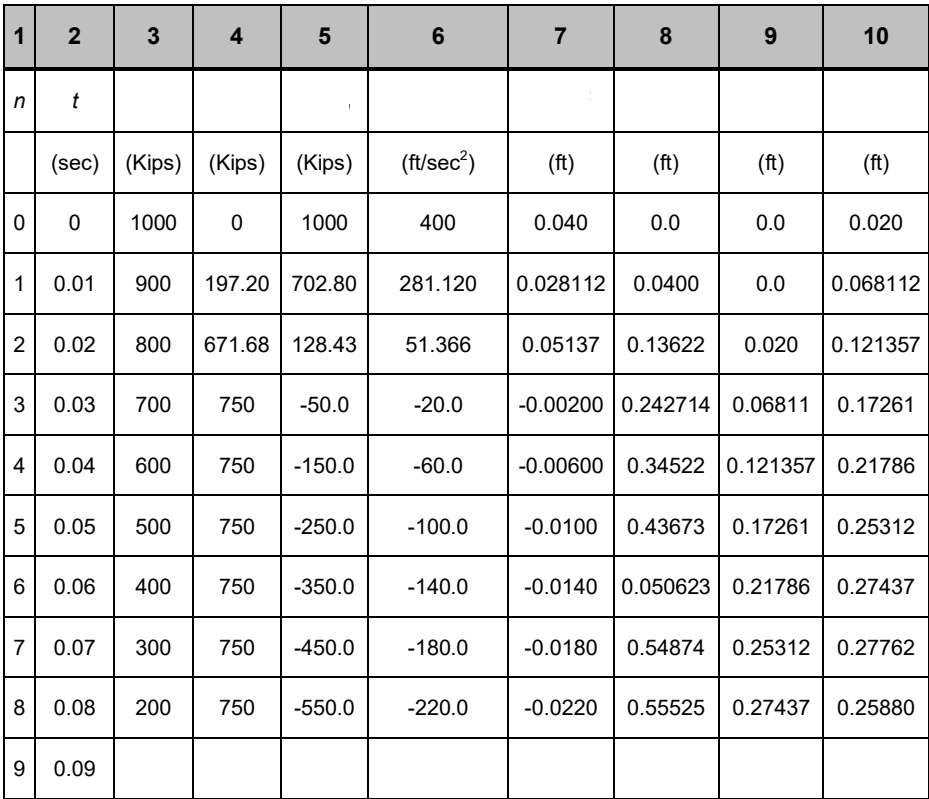 1 2 3 4 5 6 7 8 9 10
n t
(sec) (Kips) (Kips) (Kips) (ft/sec²) (ft) (ft) (ft) (ft)
0 0 1000 0 1000 400 0.040 0.0 0.0 0.020
1 0.01 900 197.20 702.80 281.120 0.028112 0.0400 0.0 0.068112
2 0.02 800 671.68 128.43 51.366 0.05137 0.13622 0.020 0.121357
3 0.03 700 750 -50.0 -20.0 -0.00200 0.242714 0.06811 0.17261
4 0.04 600 750 -150.0 -60.0 -0.00600 0.34522 0.121357 0.21786
5 0.05 500 750 -250.0 -100.0 -0.0100 0.43673 0.17261 0.25312
6 0.06 400 750 -350.0 -140.0 -0.0140 0.050623 0.21786 0.27437
7 0.07 300 750 -450.0 -180.0 -0.0180 0.54874 0.25312 0.27762
8 0.08 200 750 -550.0 -220.0 -0.0220 0.55525 0.27437 0.25880
9 0.09